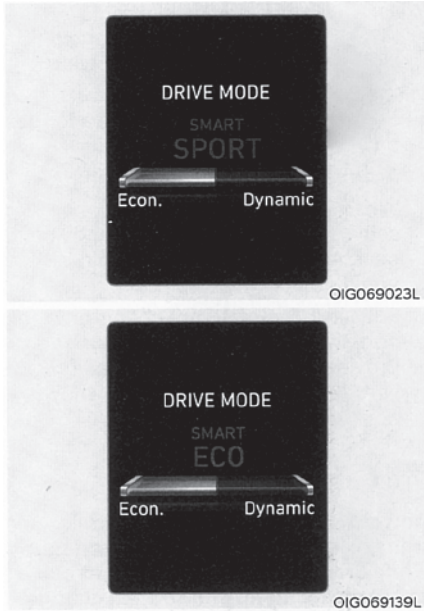 DRIVE MODE
SMART
SPORT
Econ. Dynamic
OIG069023L
DRIVE MODE
SMART
ECO
Econ. Dynamic
OIG069139L